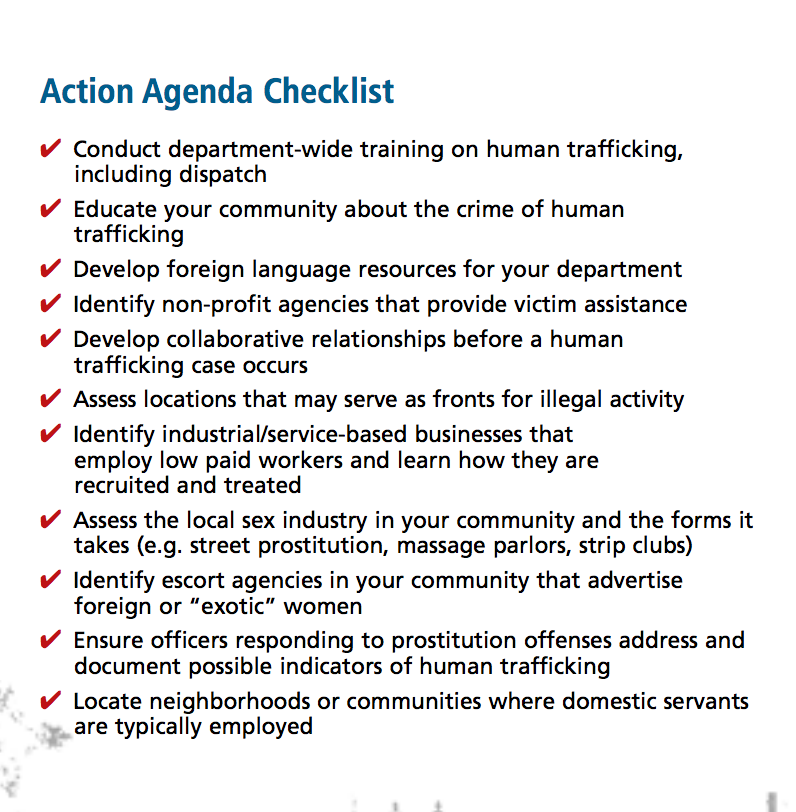 Action Agenda Checklist
✔ Conduct department-wide training on human trafficking,
including dispatch
✔ Educate your community about the crime of human
trafficking
✔ Develop foreign language resources for your department
✔ Identify non-profit agencies that provide victim assistance
✔ Develop collaborative relationships before a human
trafficking case occurs
✔ Assess locations that may serve as fronts for illegal activity
✔ Identify industrial/service-based businesses that
employ low paid workers and learn how they are
recruited and treated
✔ Assess the local sex industry in your community and the forms it
takes (e.g. street prostitution, massage parlors, strip clubs)
✔ Identify escort agencies in your community that advertise
foreign or “exotic” women
✔ Ensure officers responding to prostitution offenses address and
document possible indicators of human trafficking
✔ Locate neighborhoods or communities where domestic servants
are typically employed